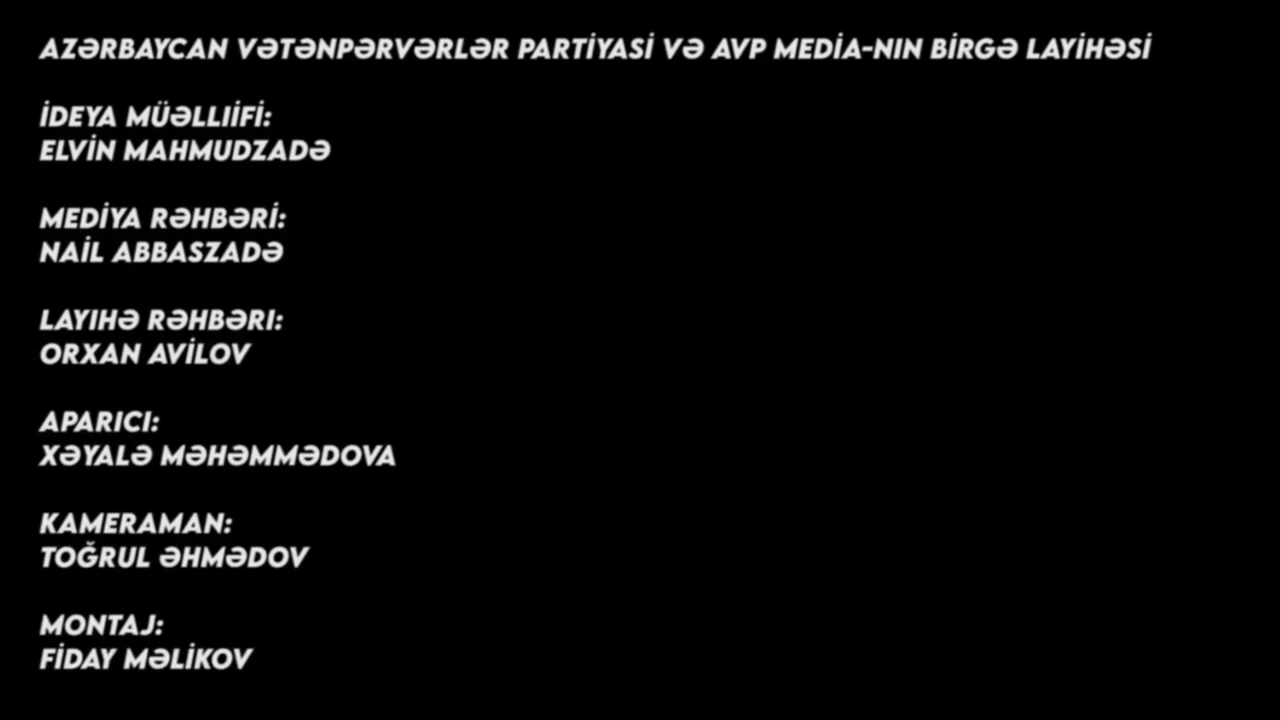 AZƏRBAYCAN VƏTƏNPƏRVƏRLƏR PARTİYASİ VƏ AVP MEDİA-NIN BİRGƏ LAYİHƏSİ
İDEYA MÜƏLLIİFİ:
ELVİN MAHMUDZADƏ
MEDİYA RƏHBƏRİ:
NAİL ABBASZADƏ
LAYIHƏ RƏHBƏRI:
ORXAN AVİLOV
APARICI:
XƏYALƏ MƏHƏMMƏDOVA
KAMERAMAN:
TOĞRUL ƏHMƏDOV
MONTAJ:
FİDAY MƏLİKOV